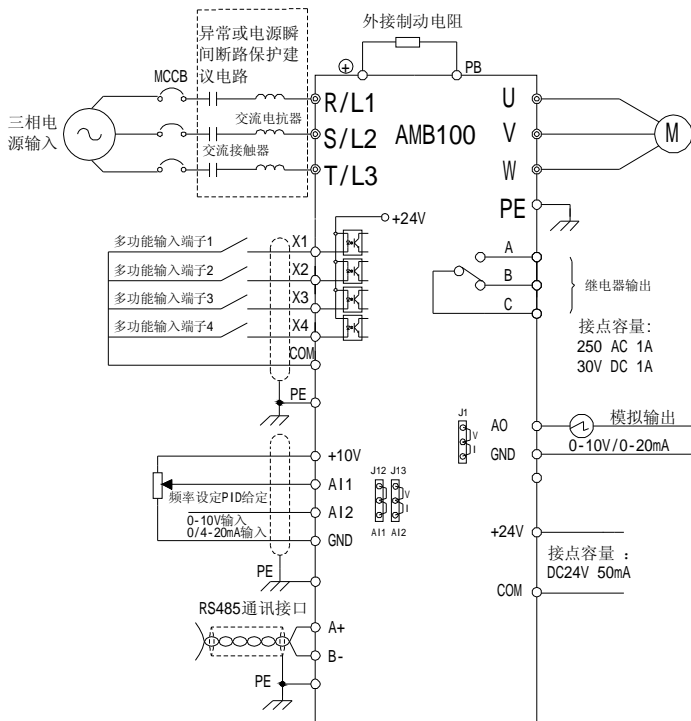 异常或电源瞬
间断路保护建
议电路
外接制动电阻
MCCB
+
PB
三相电
源输入
交流电抗器
交流接触器
R/L1
S/L2
T/L3
AMB100
U
V
W
M
PE
+24V
多功能输入端子1
X1
多功能输入端子2
X2
多功能输入端子3
X3
多功能输入端子4
X4
COM
PE
A
B
C
继电器输出
接点容量:
250 AC 1A
30V DC 1A
J1
V
I
AO
模拟输出
GND
0-10V/0-20mA
+10V
AI1
频率设定PID给定
AI2
0-10V输入
0/4-20mA输入
GND
J12 J13
V
I
AI1 AI2
PE
+24V
接点容量 :
DC24V 50mA
COM
RS485通讯接口
A+
B-
PE